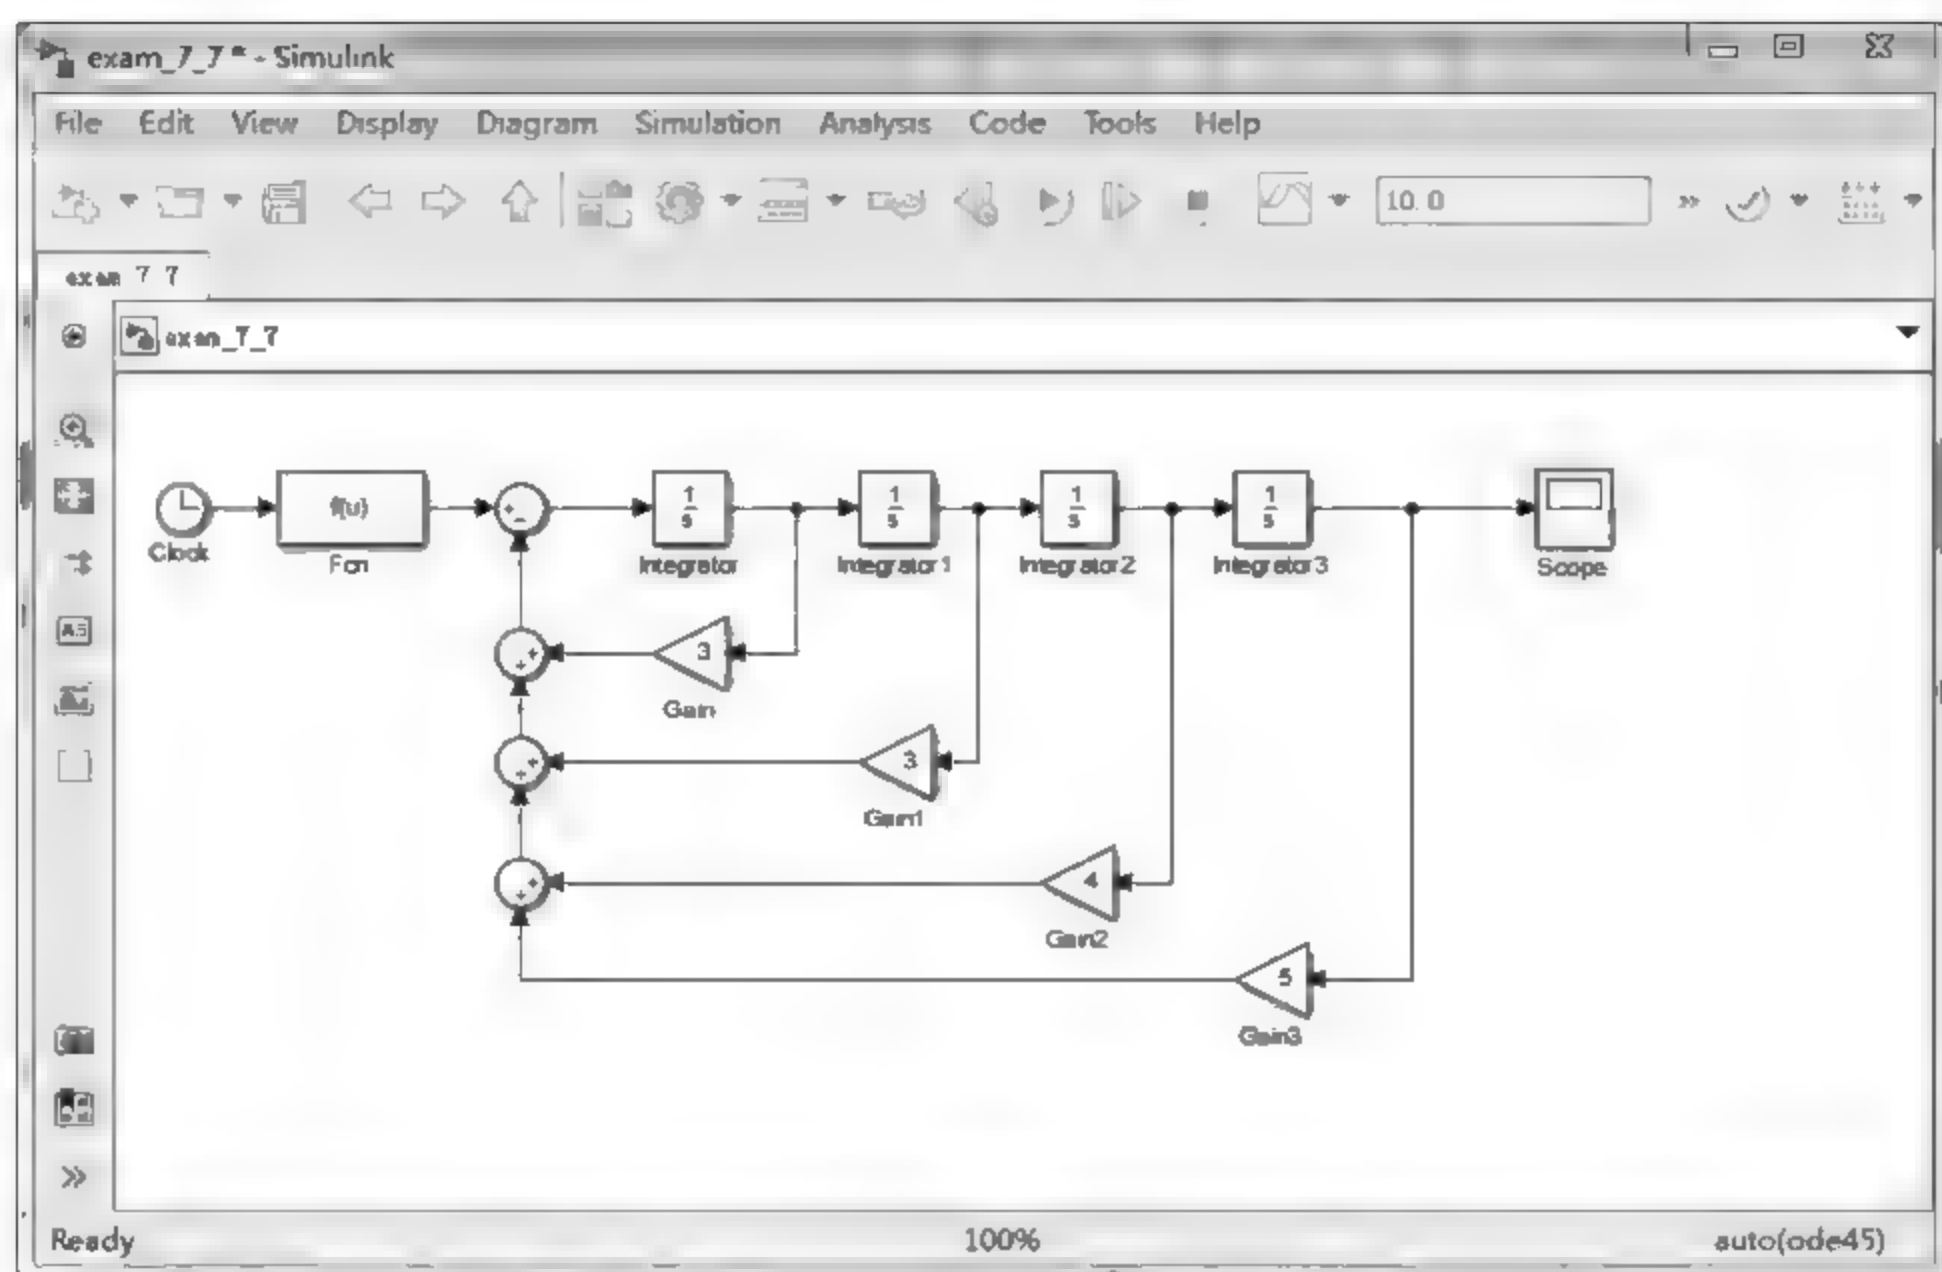 exam_7_7 * - Simulink
File Edit View Display Diagram Simulation Analysis Code Tools Help
10.0
exam_7_7
exam_7_7
f(u)
1 1 1 1
s s s s
Clock Fcn Integrator Integrator1 Integrator2 Integrator3 Scope
3
Gain
3
Gain1
4
Gain2
5
Gain3
Ready 100% auto(ode45)